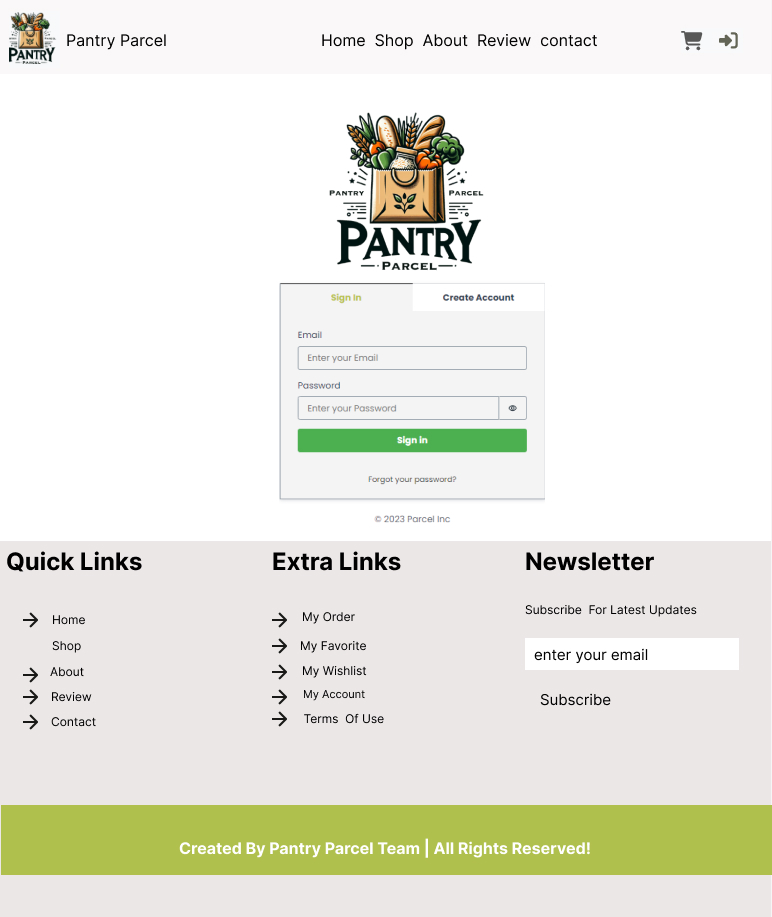 PANTRY
PARCEL
Pantry Parcel
Home Shop About Review contact
PANTRY PARCEL
PANTRY
PARCEL
Sign In Create Account
Email
Enter your Email
Password
Enter your Password
Sign in
Forgot your password?
© 2023 Parcel Inc
Quick Links
Home
Shop
About
Review
Contact
Extra Links
My Order
My Favorite
My Wishlist
My Account
Terms Of Use
Newsletter
Subscribe For Latest Updates
enter your email
Subscribe
Created By Pantry Parcel Team | All Rights Reserved!